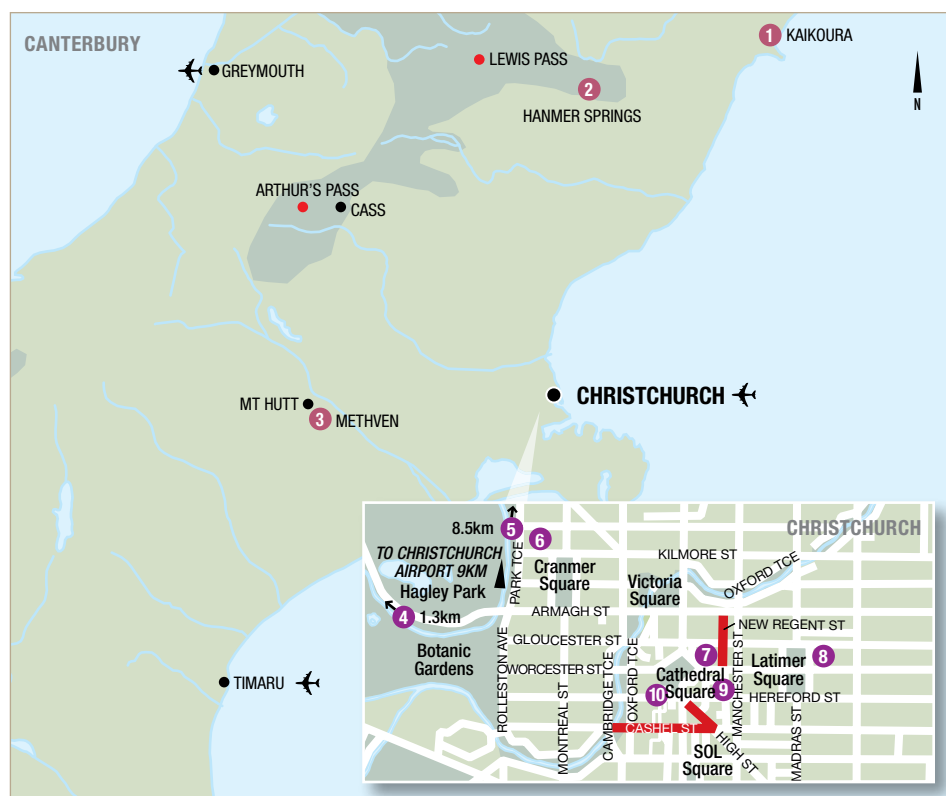 CANTERBURY
1 KAIKOURA
LEWIS PASS
GREYMOUTH
N
2
HANMER SPRINGS
ARTHUR'S PASS
CASS
CHRISTCHURCH
MT HUTT
3 METHVEN
TIMARU
CHRISTCHURCH
8.5km 5
6
TO CHRISTCHURCH
AIRPORT 9KM
Hagley Park
PARK TCE
Cranmer
Square
KILMORE ST
Victoria
Square
OXFORD TCE
4 1.3km
ARMAGH ST
NEW REGENT ST
Botanic
Gardens
GLOUCESTER ST
OWORCESTER ST
ROLLESTON AVE
MONTREAL ST
CAMBRIDGE TCE
OXFORD TCE
7
Cathedral
Square
10
9
MANCHESTER ST
Latimer
Square
8
HEREFORD ST
CASHEL ST
HIGH ST
SOL
Square
MADRAS ST